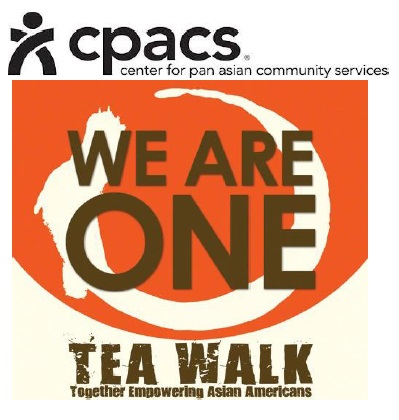 cpacs®
center for pan asian community services
WE ARE
ONE
TEA WALK
Together Empowering Asian Americans